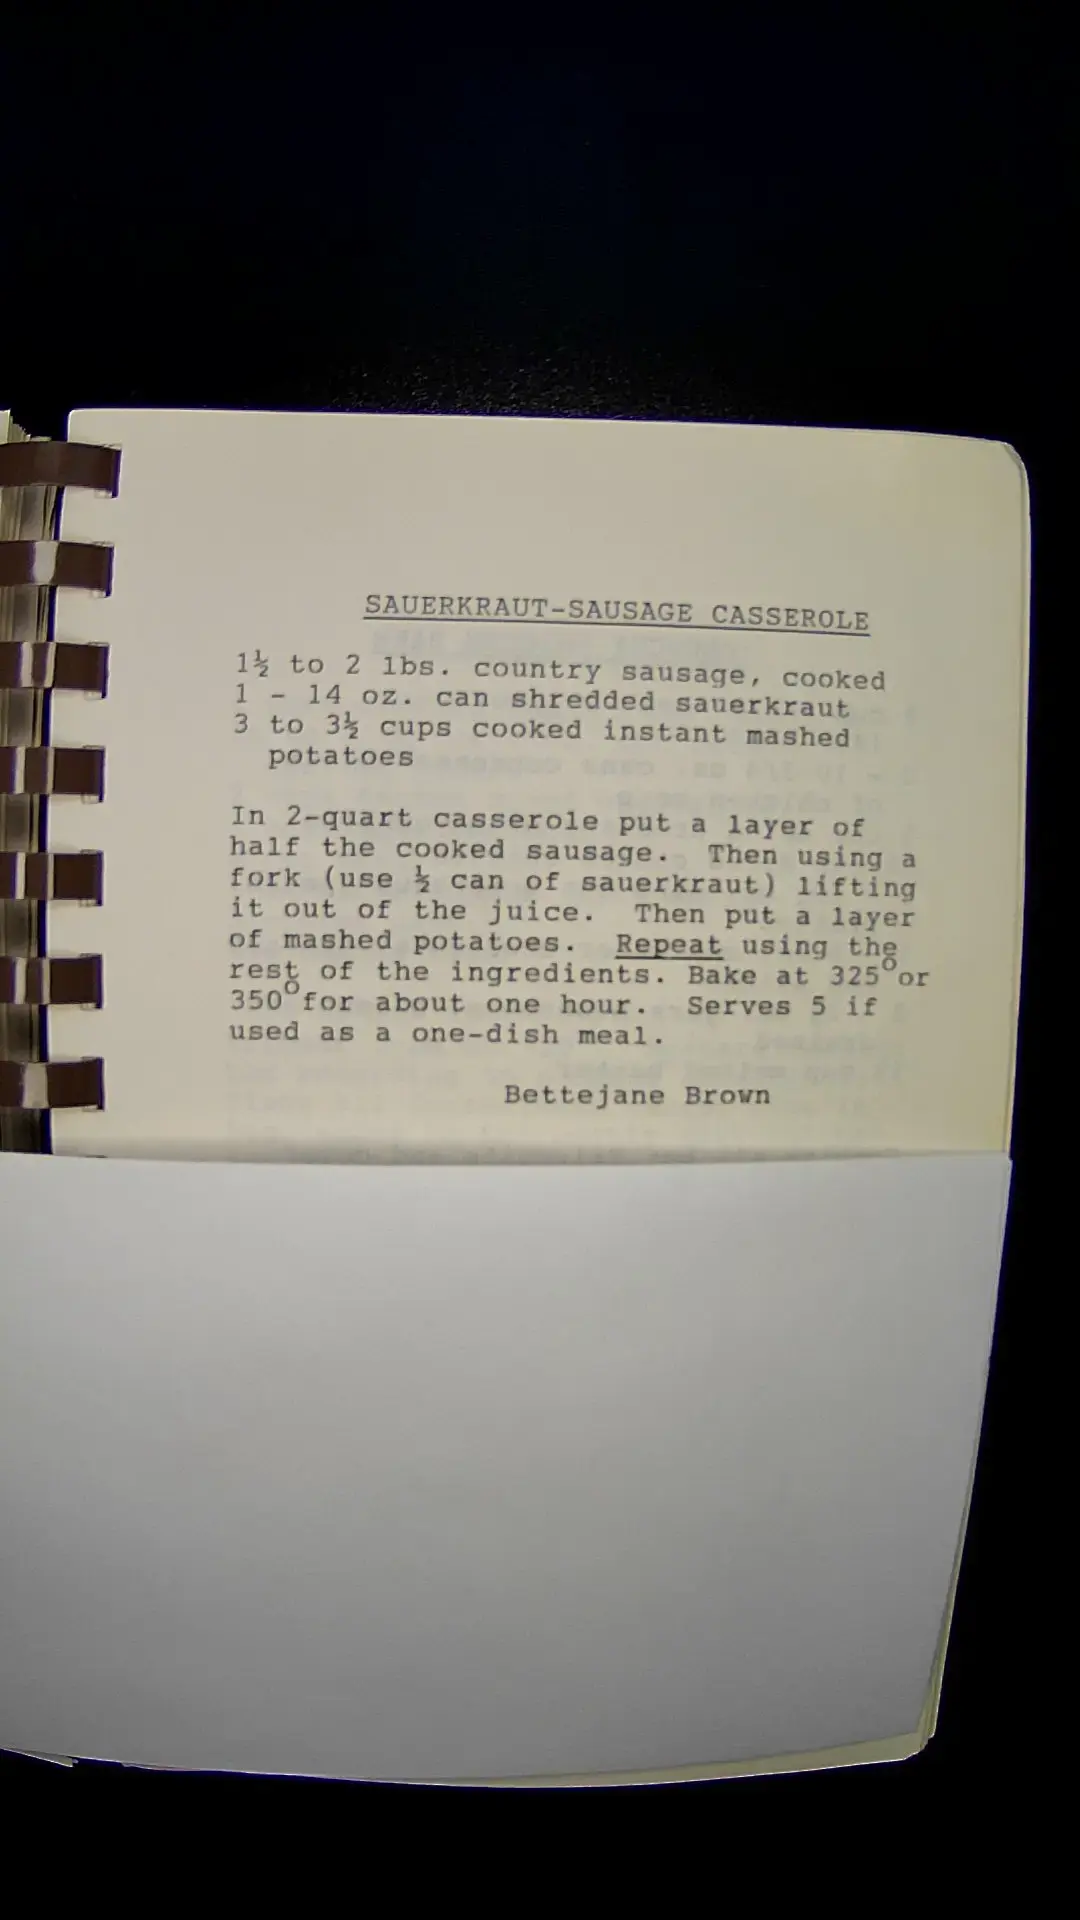 SAUERKRAUT-SAUSAGE CASSEROLE
1½ to 2 lbs. country sausage, cooked
1 - 14 oz. can shredded sauerkraut
3 to 3½ cups cooked instant mashed
potatoes
In 2-quart casserole put a layer of
half the cooked sausage. Then using a
fork (use ½ can of sauerkraut) lifting
it out of the juice. Then put a layer
of mashed potatoes. Repeat using the
rest of the ingredients. Bake at 325° or
350° for about one hour. Serves 5 if
used as a one-dish meal.
Bettejane Brown